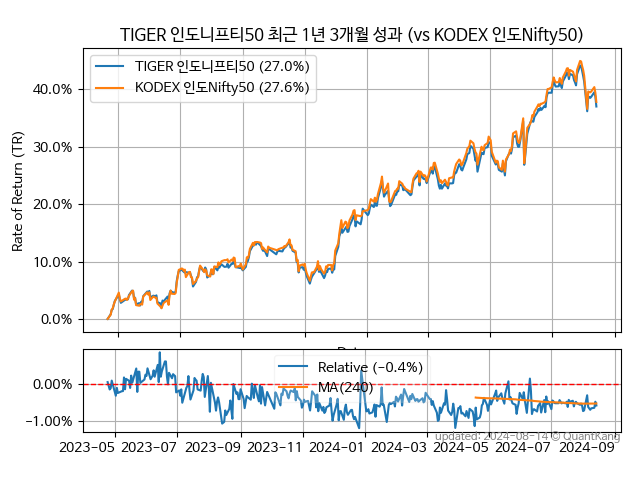 TIGER 인도니프티50 최근 1년 3개월 성과 (vs KODEX 인도Nifty50)
TIGER 인도니프티50 (27.0%)
KODEX 인도Nifty50 (27.6%)
Rate of Return (TR)
40.0%
30.0%
20.0%
10.0%
0.0%
Relative (−0.4%)
MA(240)
0.00%
−1.00%
2023−05 2023−07 2023−09 2023−11 2024−01 2024−03 2024−05 2024−07 2024−09
updated: 2024−08−14 © QuantKang